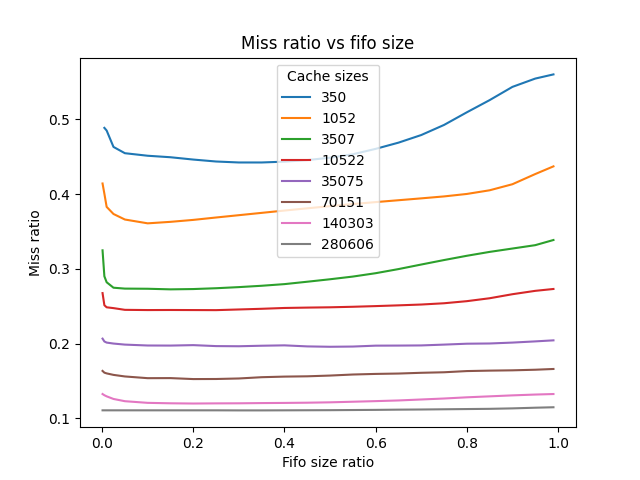 Miss ratio vs fifo size
Cache sizes
350
1052
3507
10522
35075
70151
140303
280606
Miss ratio
0.5
0.4
0.3
0.2
0.1
0.0 0.2 0.4 0.6 0.8 1.0
Fifo size ratio